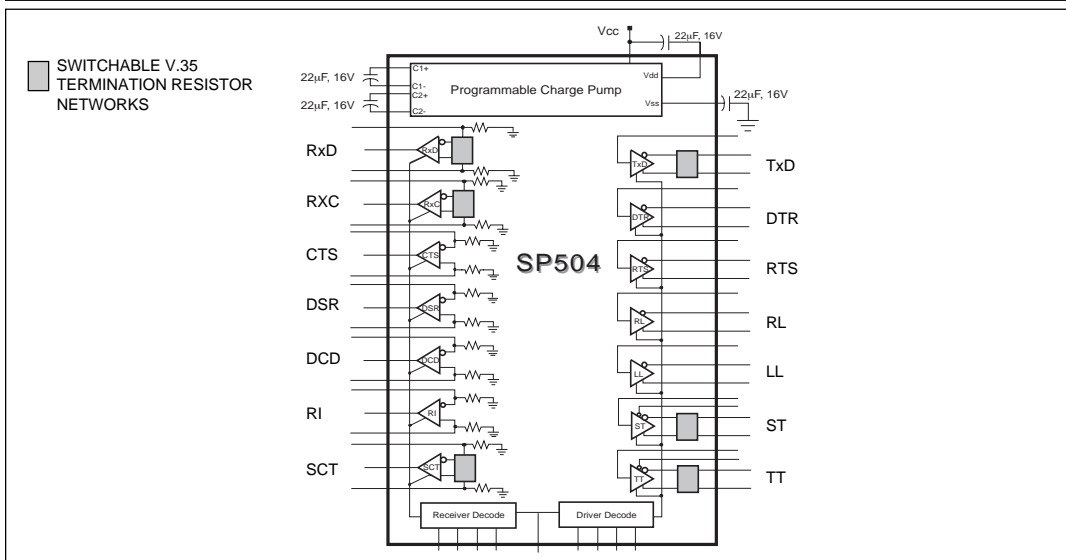 Vcc
22µF, 16V
SWITCHABLE V.35
TERMINATION RESISTOR
NETWORKS
22µF, 16V
22µF, 16V
C1+
C1-
C2+
C2-
Programmable Charge Pump
Vdd
Vss
22µF, 16V
RxD
RxD
TxD
TxD
RXC
RxC
DTR
DTR
CTS
CTS
SP504
RTS
RTS
DSR
DSR
RL
RL
DCD
DCD
LL
LL
RI
RI
ST
ST
SCT
SCT
TT
TT
Receiver Decode
Driver Decode